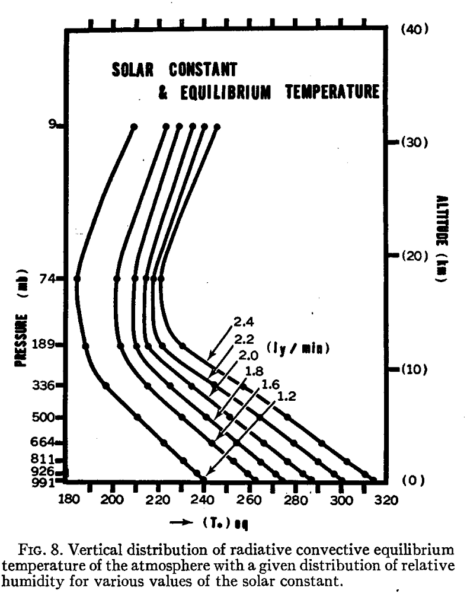 SOLAR CONSTANT
& EQUILIBRIUM TEMPERATURE
PRESSURE (mb)
9
74
189
336
500
664
811
926
991
ALTITUDE (km)
(40)
(30)
(20)
(10)
(0)
2.4
2.2 (ly/min)
2.0
1.8
1.6
1.2
180 200 220 240 260 280 300 320
→ (Te)eq
FIG. 8. Vertical distribution of radiative convective equilibrium
temperature of the atmosphere with a given distribution of relative
humidity for various values of the solar constant.